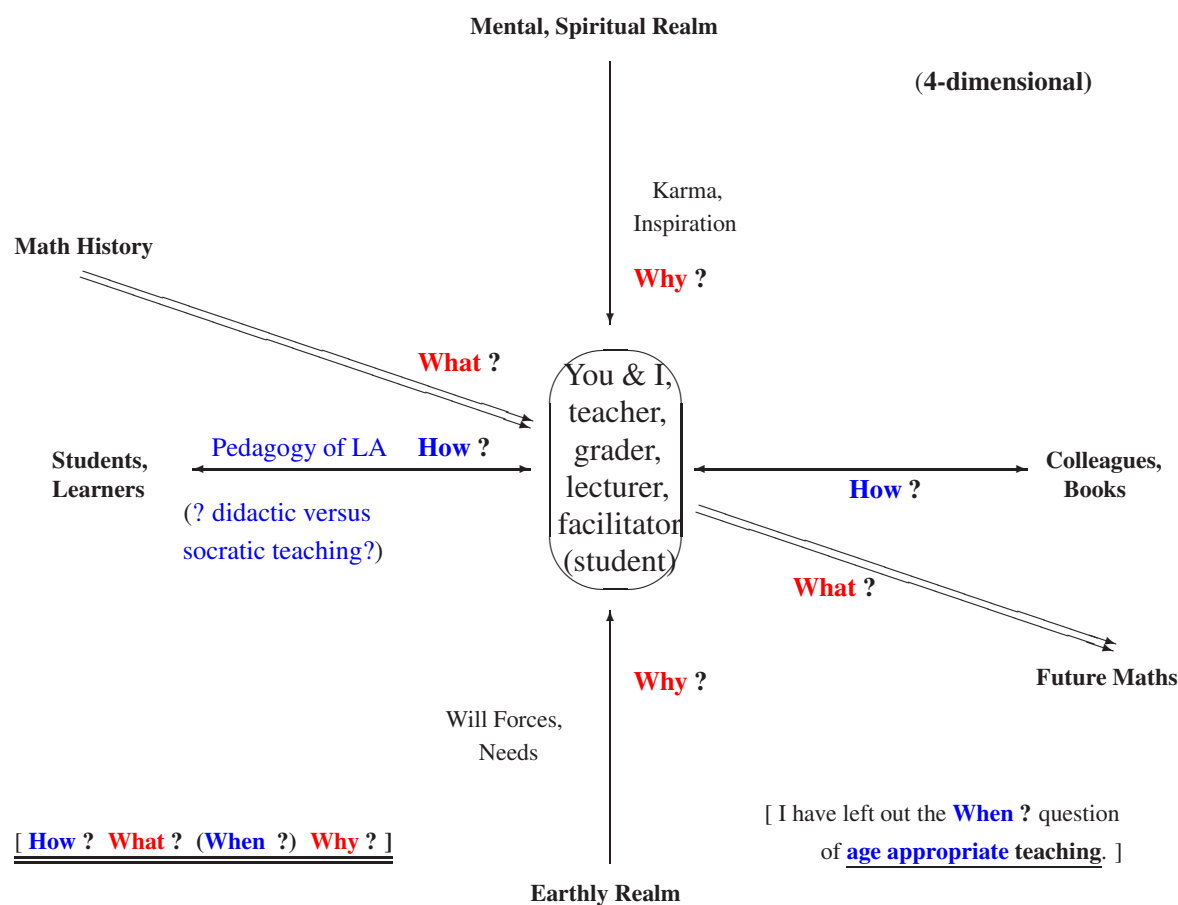 Mental, Spiritual Realm
(4-dimensional)
Karma,
Inspiration
Why ?
Math History
What ?
You & I,
teacher,
grader,
lecturer,
facilitator
(student)
Pedagogy of LA How ?
Students,
Learners
(? didactic versus
socratic teaching?)
Colleagues,
Books
How ?
What ?
Future Maths
Why ?
Will Forces,
Needs
[ How ? What ? (When ?) Why ? ]
[ I have left out the When ? question
of age appropriate teaching. ]
Earthly Realm